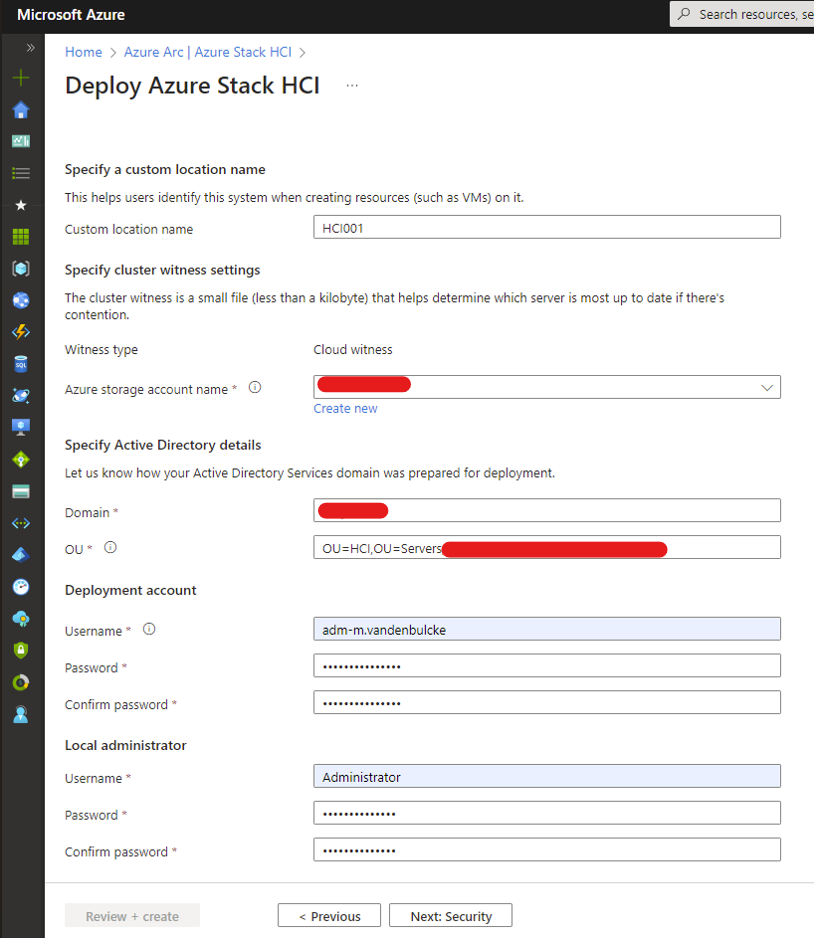 Microsoft Azure
Search resources, se
Home > Azure Arc | Azure Stack HCI >
Deploy Azure Stack HCI ...
Specify a custom location name
This helps users identify this system when creating resources (such as VMs) on it.
Custom location name HCI001
Specify cluster witness settings
The cluster witness is a small file (less than a kilobyte) that helps determine which server is most up to date if there's
contention.
Witness type Cloud witness
Azure storage account name *
Create new
Specify Active Directory details
Let us know how your Active Directory Services domain was prepared for deployment.
Domain *
OU * OU=HCI,OU=Servers
Deployment account
Username * adm-m.vandenbulcke
Password * •••••••••••••••
Confirm password * •••••••••••••••
Local administrator
Username * Administrator
Password * ••••••••••••••
Confirm password * ••••••••••••••
Review + create < Previous Next: Security